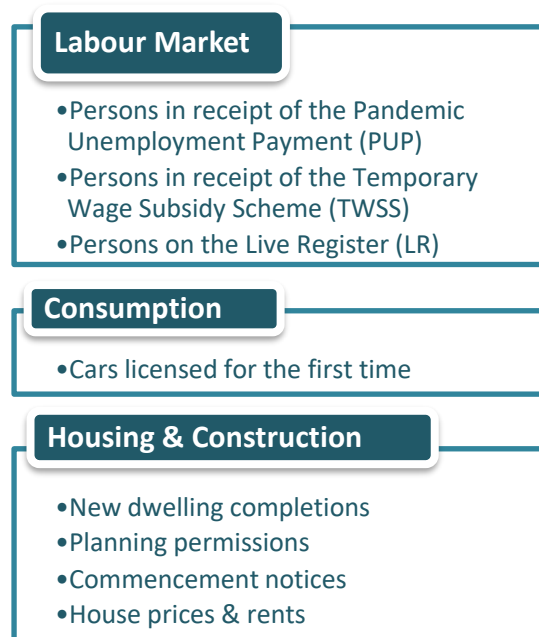 Labour Market
•Persons in receipt of the Pandemic
Unemployment Payment (PUP)
•Persons in receipt of the Temporary
Wage Subsidy Scheme (TWSS)
•Persons on the Live Register (LR)
Consumption
•Cars licensed for the first time
Housing & Construction
•New dwelling completions
•Planning permissions
•Commencement notices
•House prices & rents